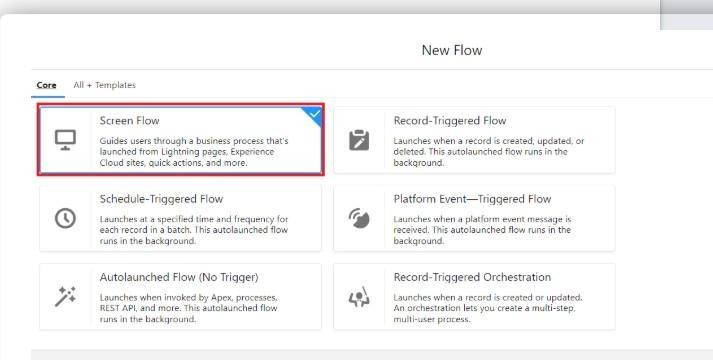 New Flow
Core
All + Templates
Screen Flow
Guides users through a business process that's
launched from Lightning pages, Experience
Cloud sites, quick actions, and more.
Record-Triggered Flow
Launches when a record is created, updated, or
deleted. This autolaunched flow runs in the
background.
Schedule-Triggered Flow
Launches at a specified time and frequency for
each record in a batch. This autolaunched flow
runs in the background.
Platform Event—Triggered Flow
Launches when a platform event message is
received. This autolaunched flow runs in the
background.
Autolaunched Flow (No Trigger)
Launches when invoked by Apex, processes,
REST API, and more. This autolaunched flow
runs in the background.
Record-Triggered Orchestration
Launches when a record is created or updated.
An orchestration lets you create a multi-step,
multi-user process.